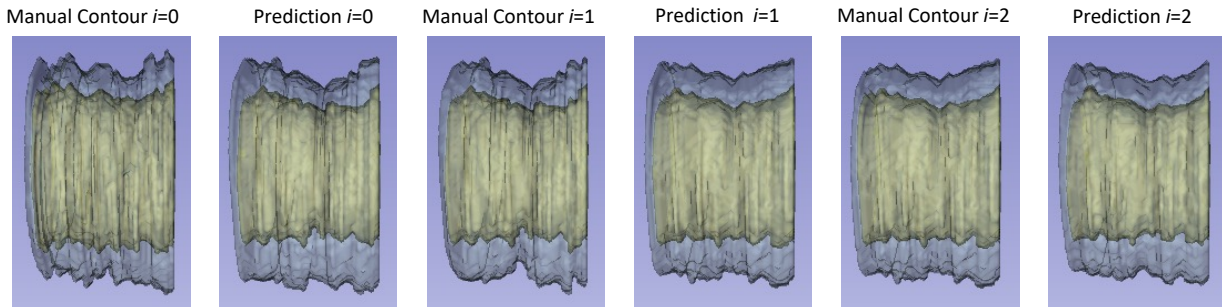 Manual Contour i=0
Prediction i=0
Manual Contour i=1
Prediction i=1
Manual Contour i=2
Prediction i=2